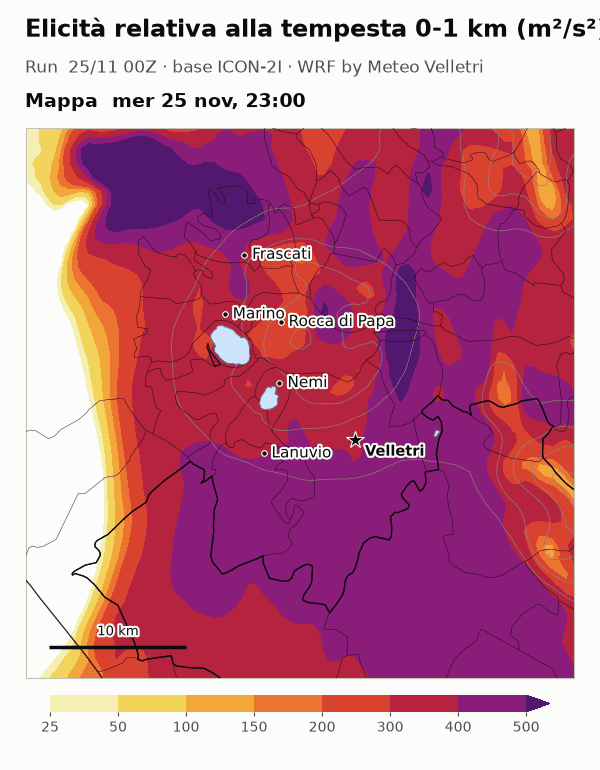 Elicità relativa alla tempesta 0-1 km (m²/s²)
Run 25/11 00Z · base ICON-2I · WRF by Meteo Velletri
Mappa mer 25 nov, 23:00
Frascati
Marino
Rocca di Papa
Nemi
Velletri
Lanuvio
10 km
25 50 100 150 200 300 400 500